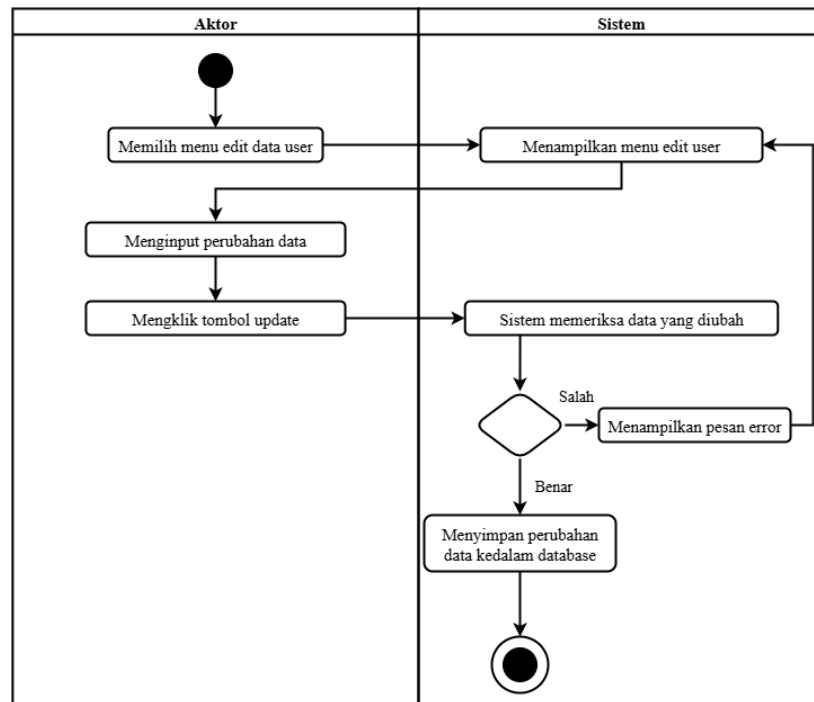 Aktor
Sistem
Memilih menu edit data user
Menampilkan menu edit user
Menginput perubahan data
Mengklik tombol update
Sistem memeriksa data yang diubah
Salah
Menampilkan pesan error
Benar
Menyimpan perubahan
data kedalam database